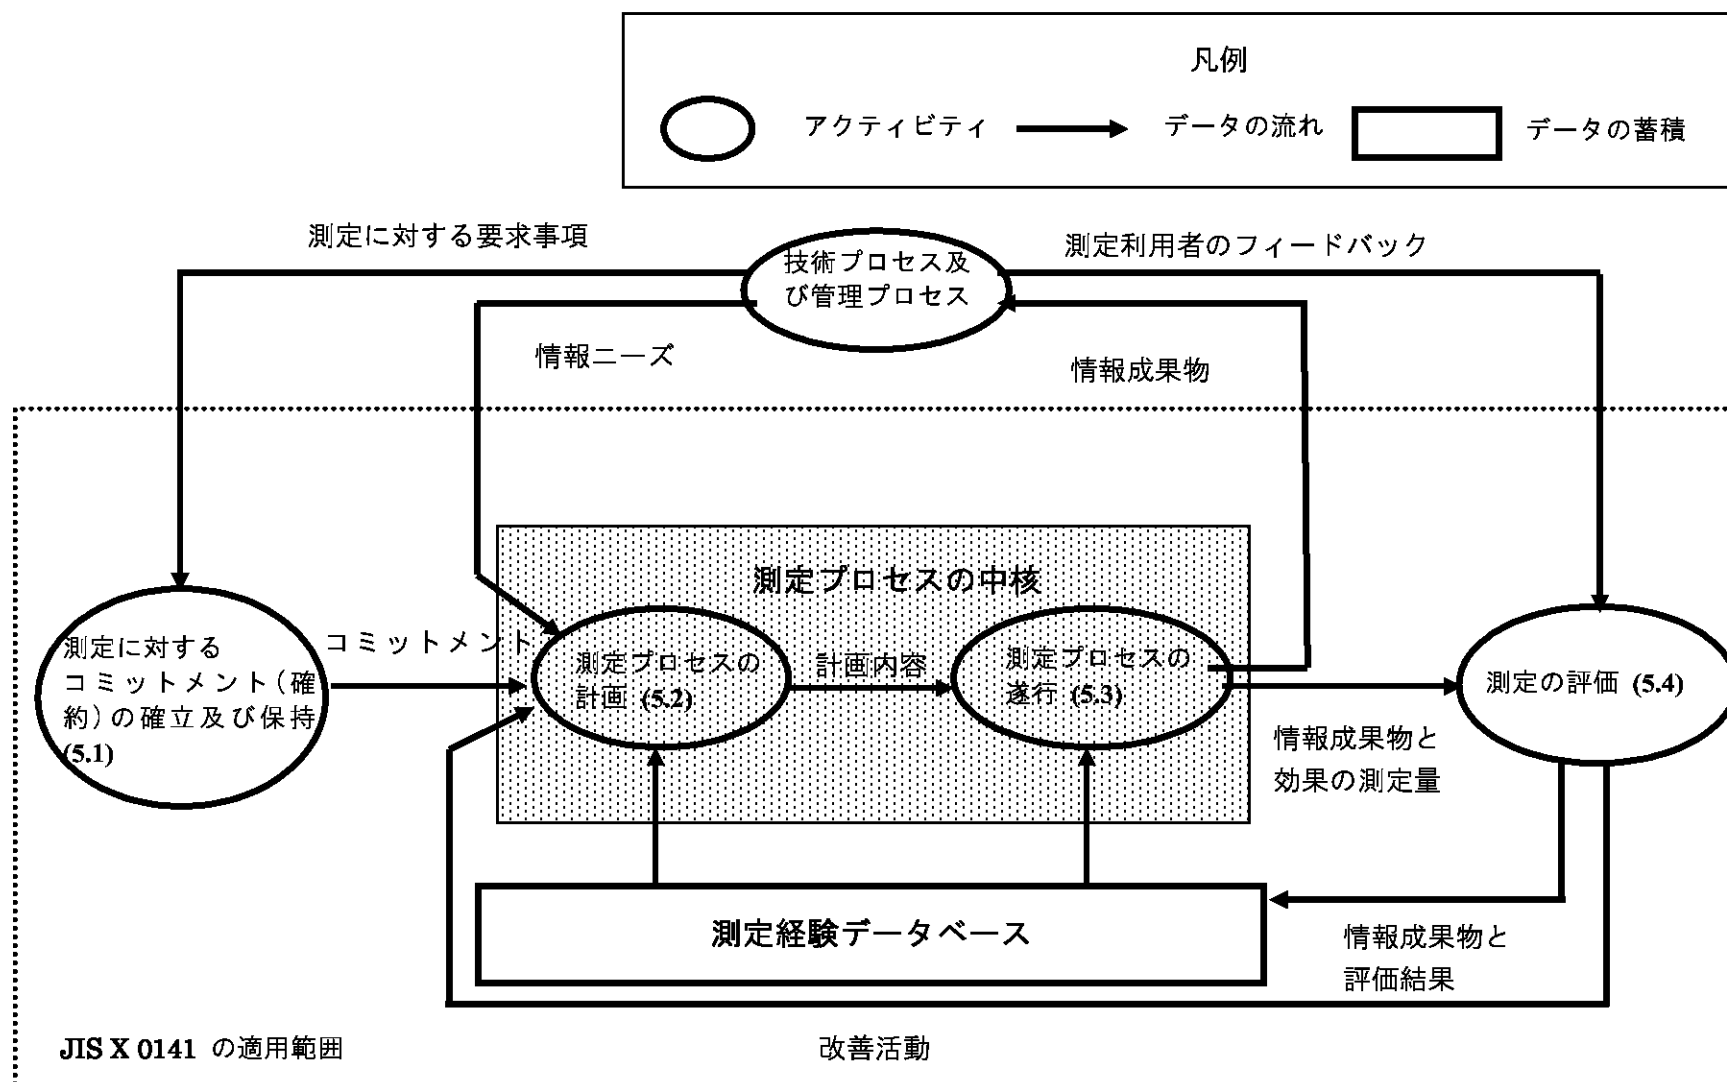 凡例
アクティビティ
データの流れ
データの蓄積
測定に対する要求事項
技術プロセス及
び管理プロセス
測定利用者のフィードバック
情報ニーズ
情報成果物
測定プロセスの中核
測定に対する
コミットメント(確
約)の確立及び保持
(5.1)
コミットメント
測定プロセスの
計画 (5.2)
計画内容
測定プロセスの
遂行 (5.3)
測定の評価 (5.4)
情報成果物と
効果の測定量
測定経験データベース
情報成果物と
評価結果
JIS X 0141 の適用範囲
改善活動